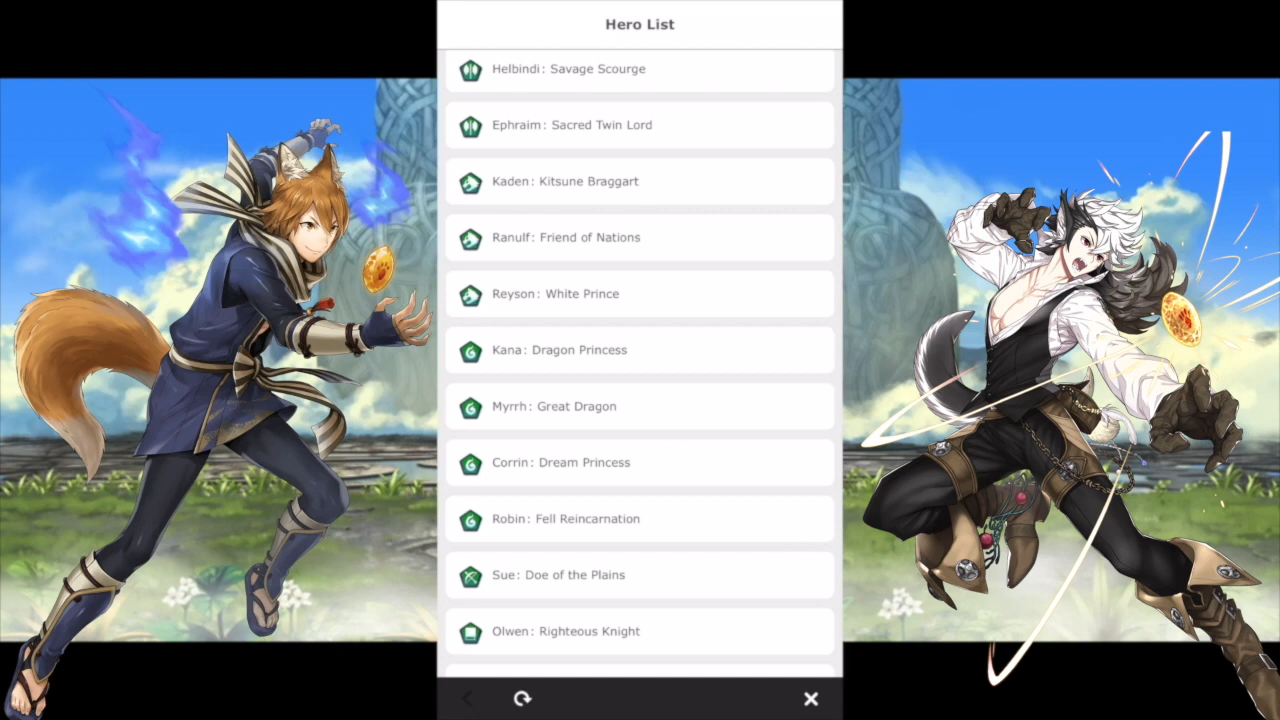 Hero List
Helbindi: Savage Scourge
Ephraim: Sacred Twin Lord
Kaden: Kitsune Braggart
Ranulf: Friend of Nations
Reyson: White Prince
Kana: Dragon Princess
Myrrh: Great Dragon
Corrin: Dream Princess
Robin: Fell Reincarnation
Sue: Doe of the Plains
Olwen: Righteous Knight